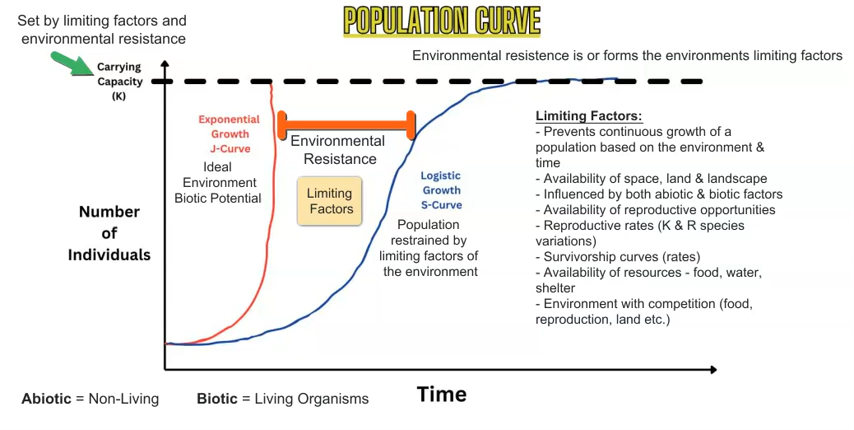 POPULATION CURVE
Set by limiting factors and
environmental resistance
Environmental resistence is or forms the environments limiting factors
Carrying
Capacity
(K)
Exponential
Growth
J-Curve
Ideal
Environment
Biotic Potential
Environmental
Resistance
Limiting
Factors
Logistic
Growth
S-Curve
Population
restrained by
limiting factors of
the environment
Number
of
Individuals
Limiting Factors:
- Prevents continuous growth of a
population based on the environment &
time
- Availability of space, land & landscape
- Influenced by both abiotic & biotic factors
- Availability of reproductive opportunities
- Reproductive rates (K & R species
variations)
- Survivorship curves (rates)
- Availability of resources - food, water,
shelter
- Environment with competition (food,
reproduction, land etc.)
Abiotic = Non-Living
Biotic = Living Organisms
Time